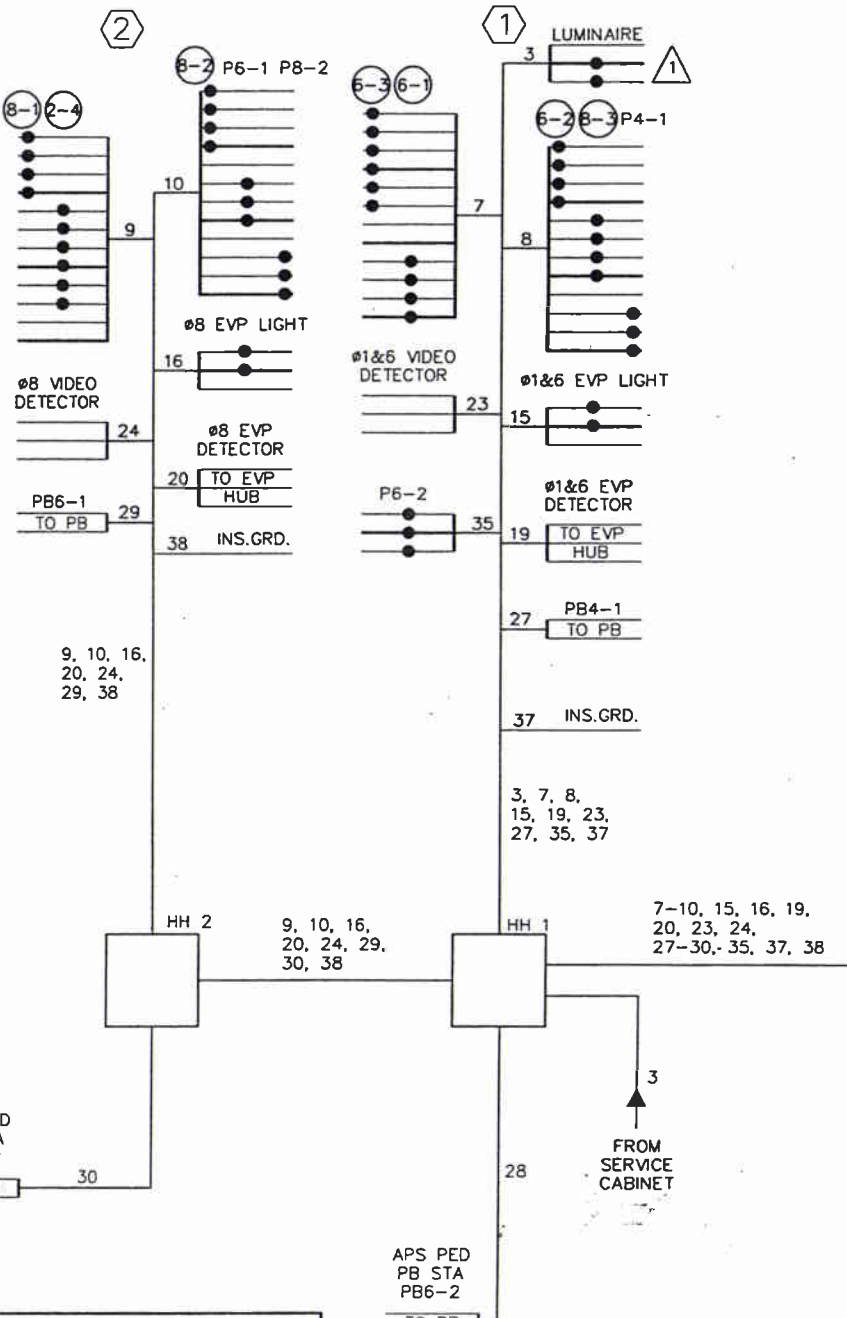 2
8-1 2-4
8-2 P6-1 P8-2
10
9
ø8 EVP LIGHT
16
ø8 VIDEO
DETECTOR
24
ø8 EVP
DETECTOR
20 TO EVP
HUB
PB6-1
TO PB 29
38 INS.GRD.
9, 10, 16,
20, 24,
29, 38
1
LUMINAIRE
3
1
6-3 6-1
6-2 8-3 P4-1
7
8
ø1&6 VIDEO
DETECTOR
23
ø1&6 EVP LIGHT
15
P6-2
35
ø1&6 EVP
DETECTOR
19 TO EVP
HUB
PB4-1
27 TO PB
37 INS.GRD.
3, 7, 8,
15, 19, 23,
27, 35, 37
HH 2
9, 10, 16,
20, 24, 29,
30, 38
HH 1
7-10, 15, 16, 19,
20, 23, 24,
27-30, 35, 37, 38
3
FROM
SERVICE
CABINET
D
30
28
APS PED
PB STA
PB6-2